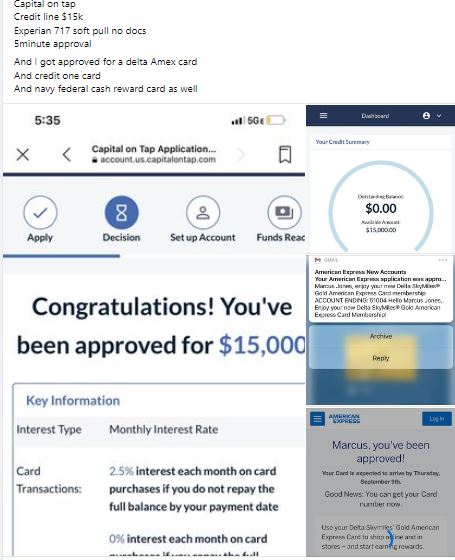 Capital on tap
Credit line $15k
Experian 717 soft pull no docs
5minute approval
And I got approved for a delta Amex card
And credit one card
And navy federal cash reward card as well
5:35
5GE
Capital on Tap Application...
account.us.capitalontap.com
Apply
Decision
Set up Account
Funds Reac
Congratulations! You've
been approved for $15,000
Key Information
Interest Type
Monthly Interest Rate
Card
Transactions:
2.5% interest each month on card
purchases if you do not repay the
full balance by your payment date
0% interest each month on card
Dashboard
Your Credit Summary
Outstanding Balance:
$0.00
Available Amount:
$15,000.00
GMAIL
American Express New Accounts
Your American Express application was appro...
Marcus Jones, enjoy your new Delta SkyMiles®
Gold American Express Card membership
ACCOUNT ENDING: 51004 Hello Marcus Jones,
Enjoy your new Delta SkyMiles® Gold American
Express Card Membership!
Archive
Reply
AMERICAN
EXPRESS
Log In
Marcus, you've been
approved!
Your Card is expected to arrive by Thursday,
September 9th.
Good News: You can get your Card
number now.
Use your Delta Skymiles® Gold American
Express Card to shop online and in
stores – and start earning rewards.